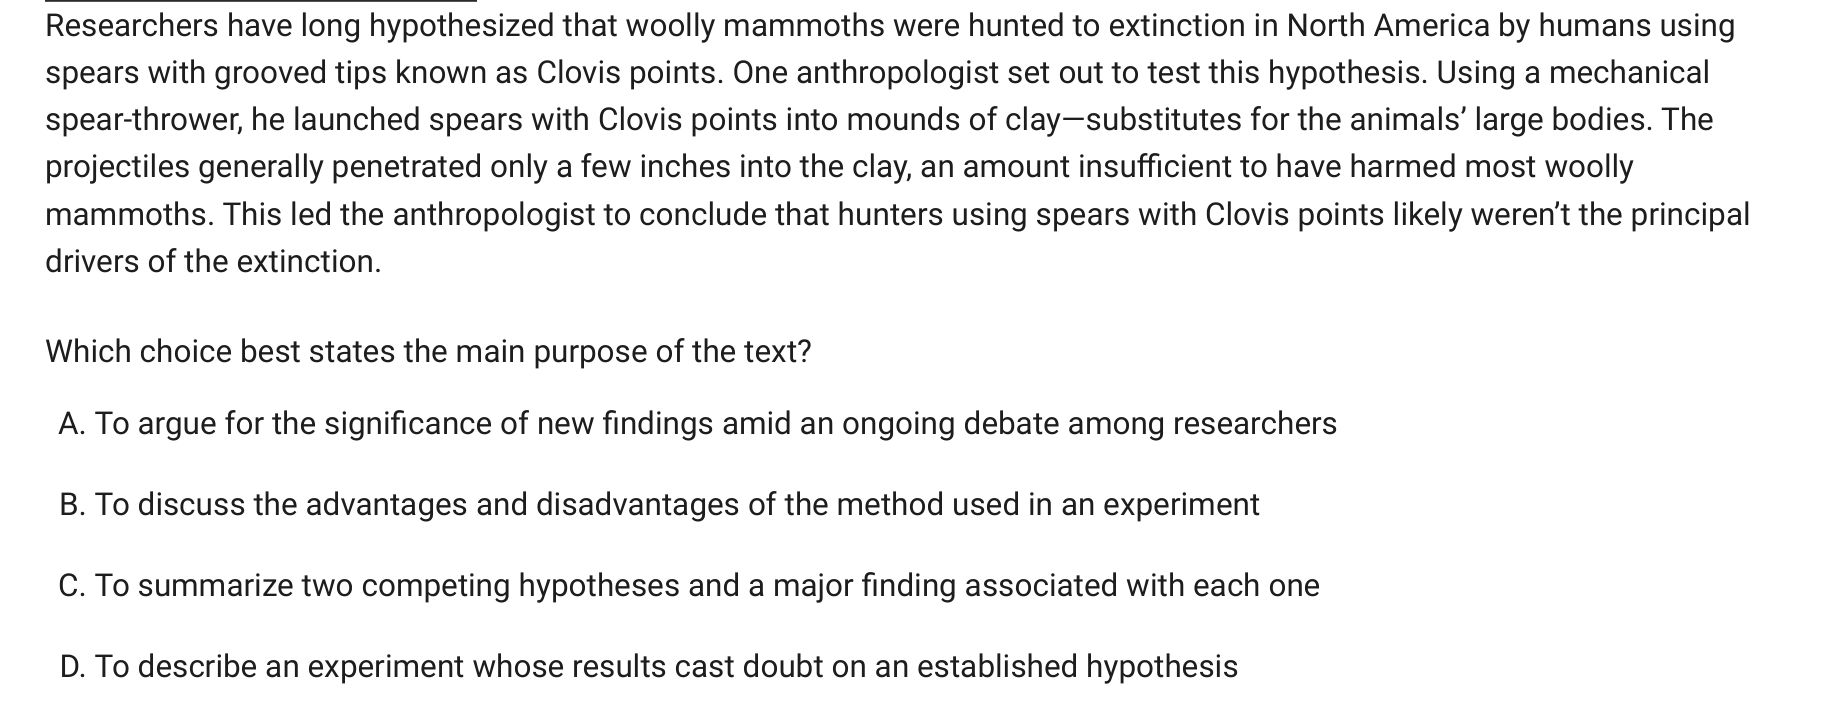 Researchers have long hypothesized that woolly mammoths were hunted to extinction in North America by humans using
spears with grooved tips known as Clovis points. One anthropologist set out to test this hypothesis. Using a mechanical
spear-thrower, he launched spears with Clovis points into mounds of clay—substitutes for the animals’ large bodies. The
projectiles generally penetrated only a few inches into the clay, an amount insufficient to have harmed most woolly
mammoths. This led the anthropologist to conclude that hunters using spears with Clovis points likely weren’t the principal
drivers of the extinction.
Which choice best states the main purpose of the text?
A. To argue for the significance of new findings amid an ongoing debate among researchers
B. To discuss the advantages and disadvantages of the method used in an experiment
C. To summarize two competing hypotheses and a major finding associated with each one
D. To describe an experiment whose results cast doubt on an established hypothesis